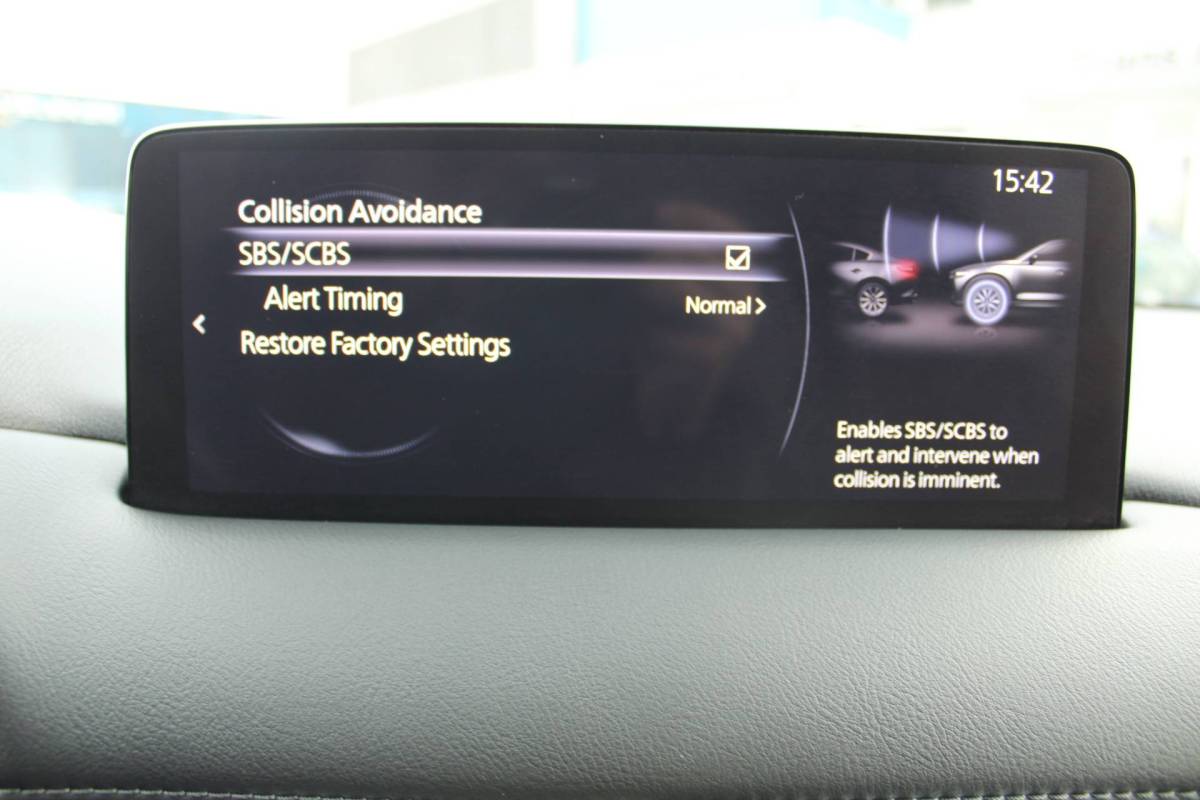 15:42
Collision Avoidance
SBS/SCBS
Alert Timing Normal >
Restore Factory Settings
Enables SBS/SCBS to
alert and intervene when
collision is imminent.